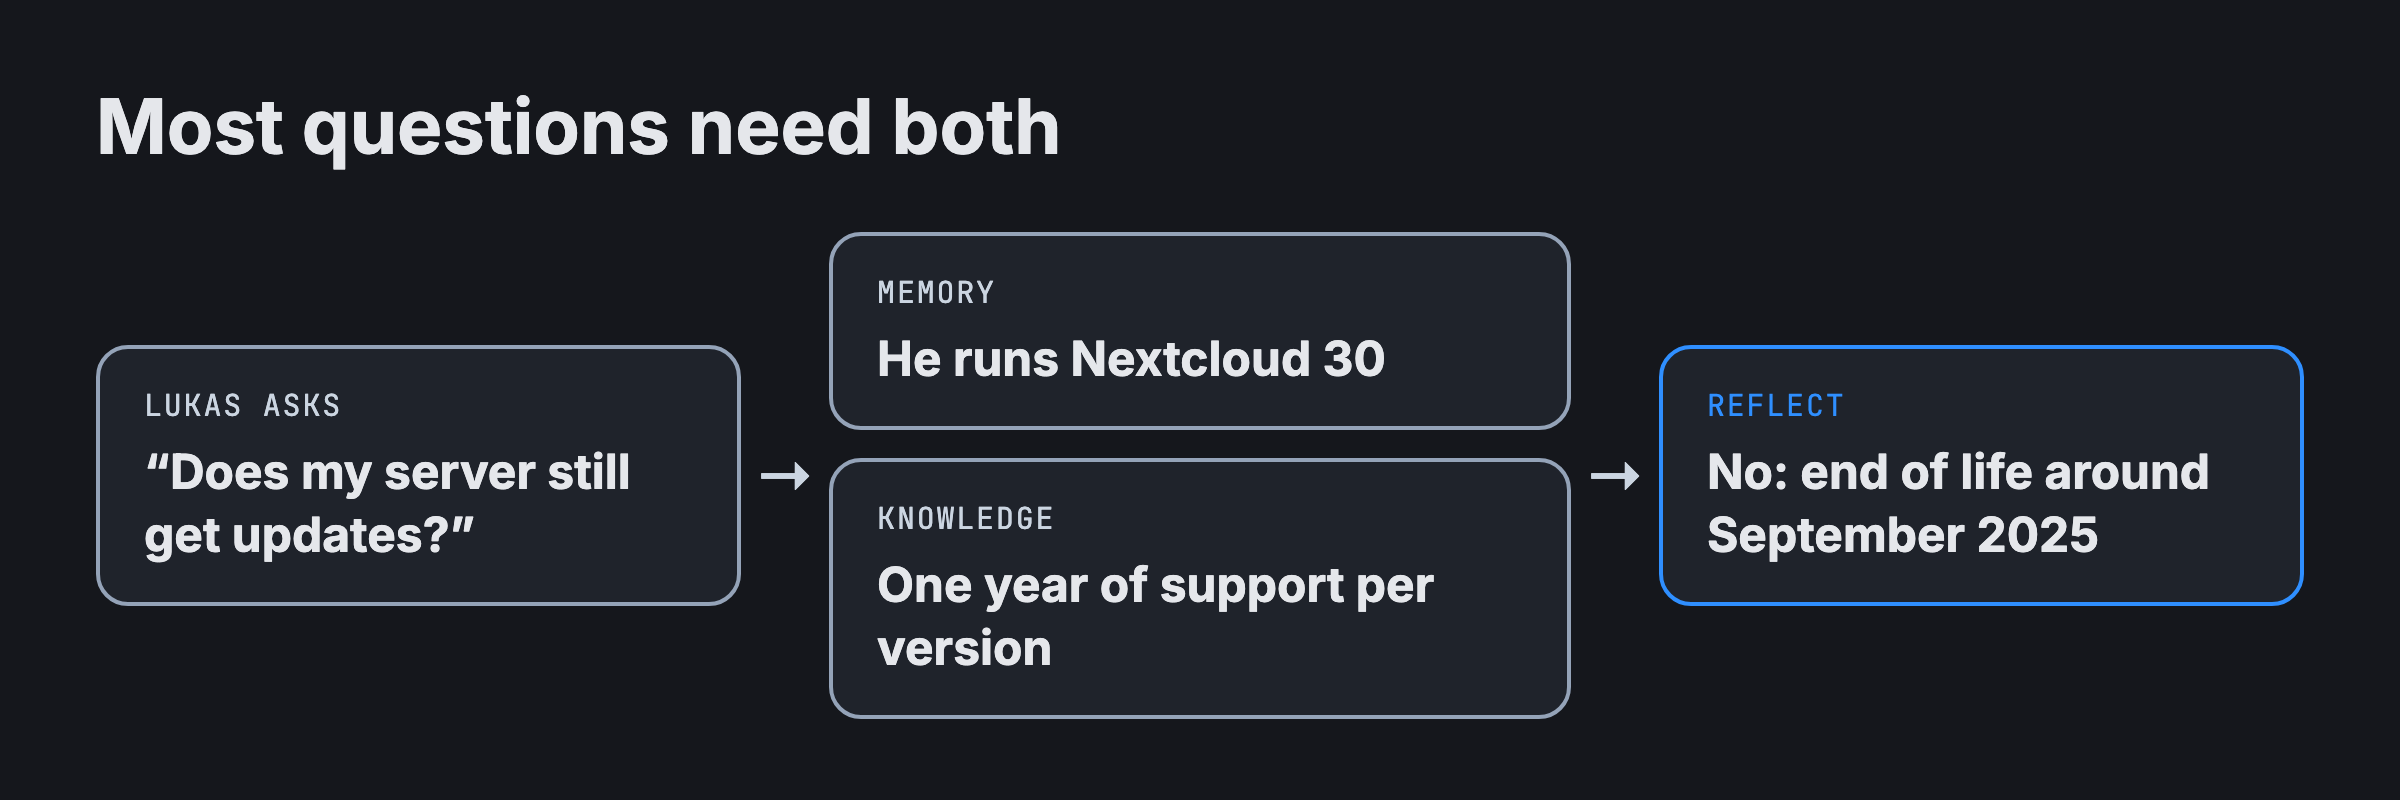 Most questions need both
LUKAS ASKS
“Does my server still
get updates?”
MEMORY
He runs Nextcloud 30
KNOWLEDGE
One year of support per
version
REFLECT
No: end of life around
September 2025